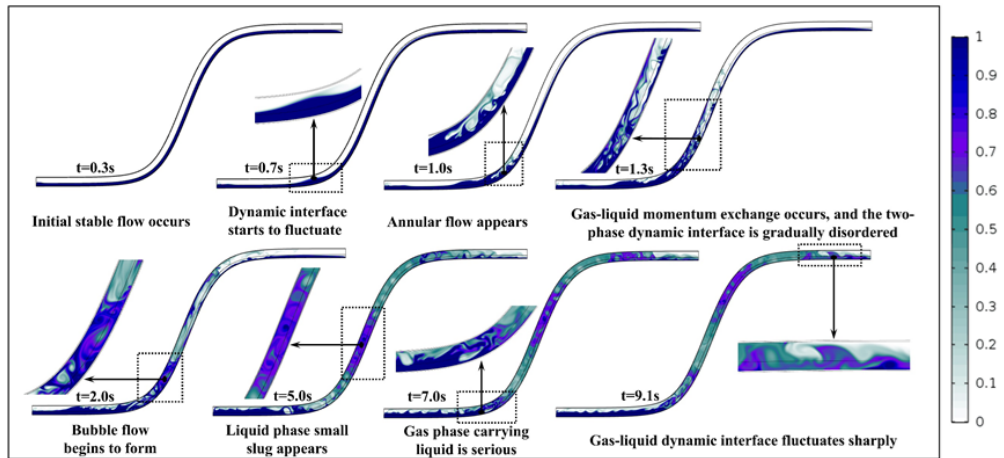 t=0.3s
t=0.7s
t=1.0s
t=1.3s
Initial stable flow occurs
Dynamic interface
starts to fluctuate
Annular flow appears
Gas-liquid momentum exchange occurs, and the two-
phase dynamic interface is gradually disordered
t=2.0s
t=5.0s
t=7.0s
t=9.1s
Bubble flow
begins to form
Liquid phase small
slug appears
Gas phase carrying
liquid is serious
Gas-liquid dynamic interface fluctuates sharply
1
0.9
0.8
0.7
0.6
0.5
0.4
0.3
0.2
0.1
0